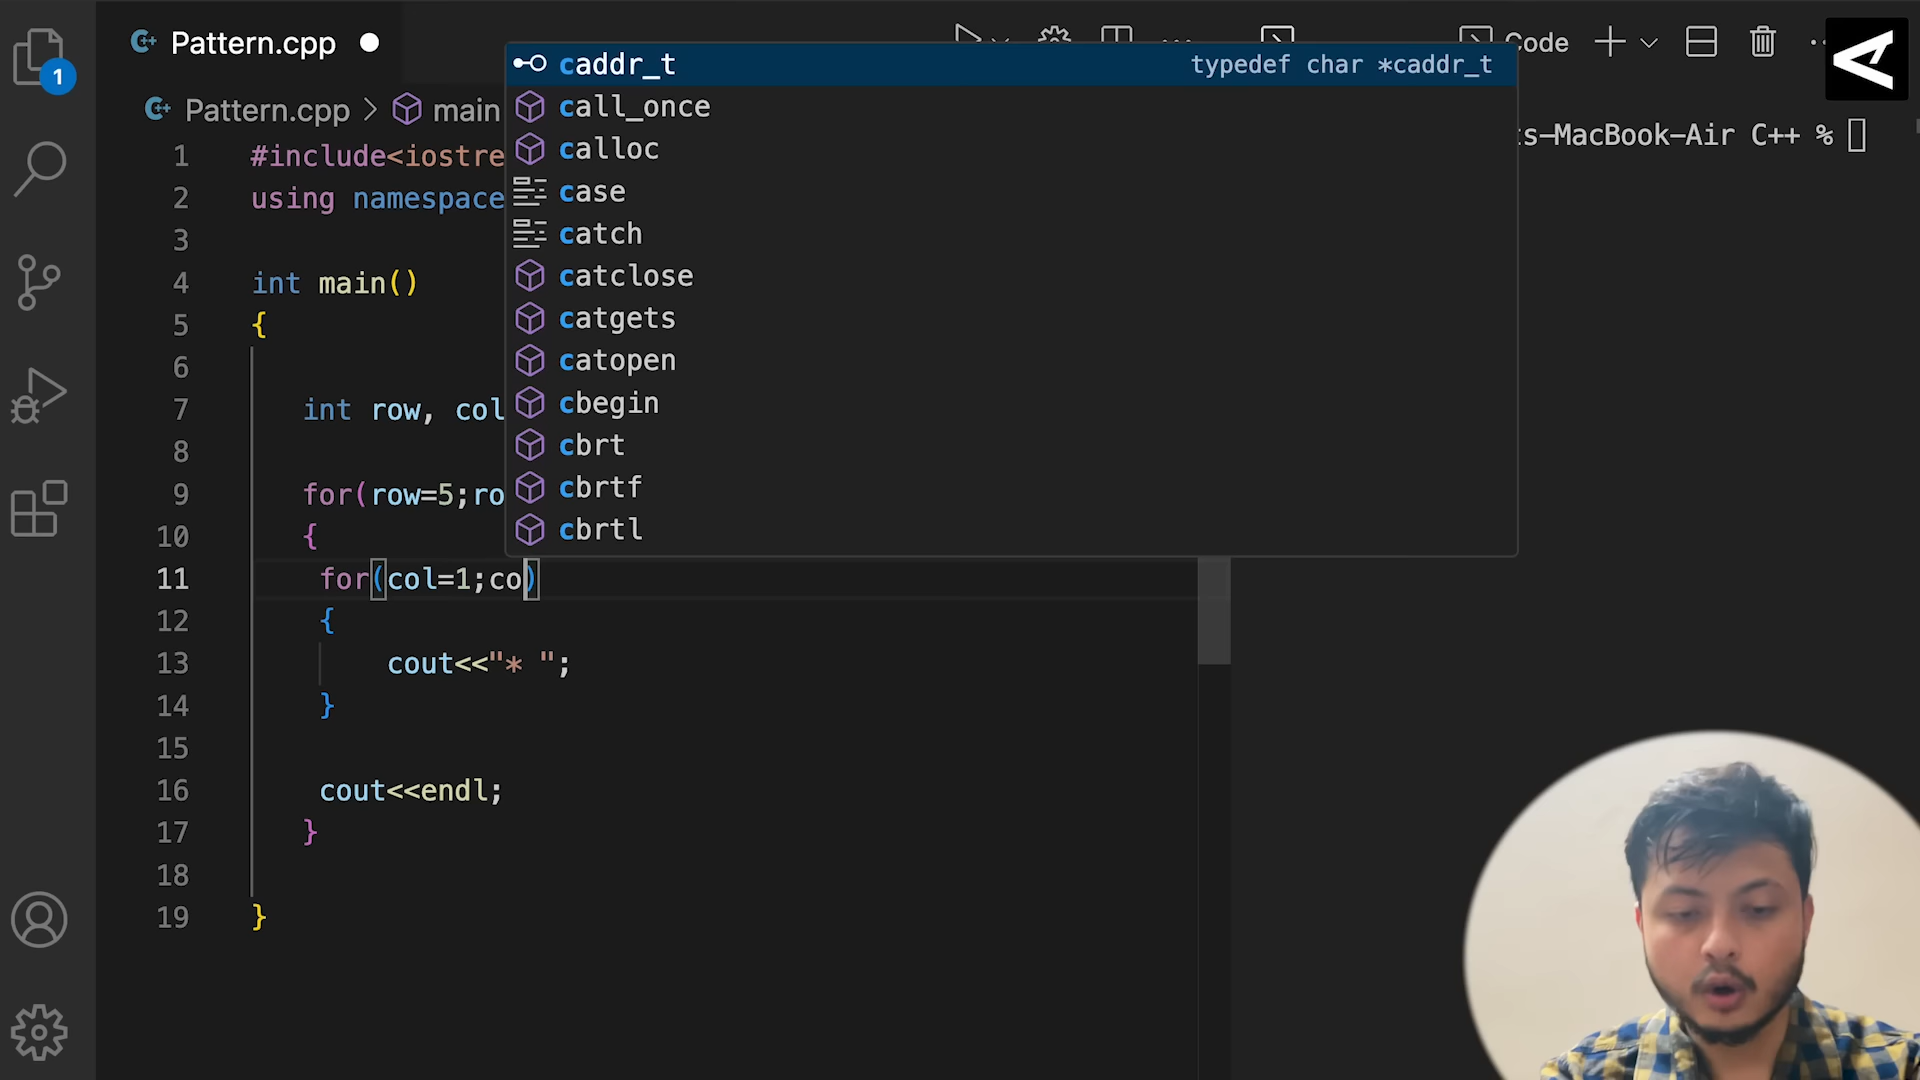 Pattern.cpp
Code
1
Pattern.cpp > main
ts-MacBook-Air C++ %
1 #include<iostre
2 using namespace
3
4 int main()
5 {
6
7 int row, col
8
9 for(row=5;ro
10 {
11 for(col=1;co)
12 {
13 cout<<"* ";
14 }
15
16 cout<<endl;
17 }
18
19 }
caddr_t typedef char *caddr_t
call_once
calloc
case
catch
catclose
catgets
catopen
cbegin
cbrt
cbrtf
cbrtl